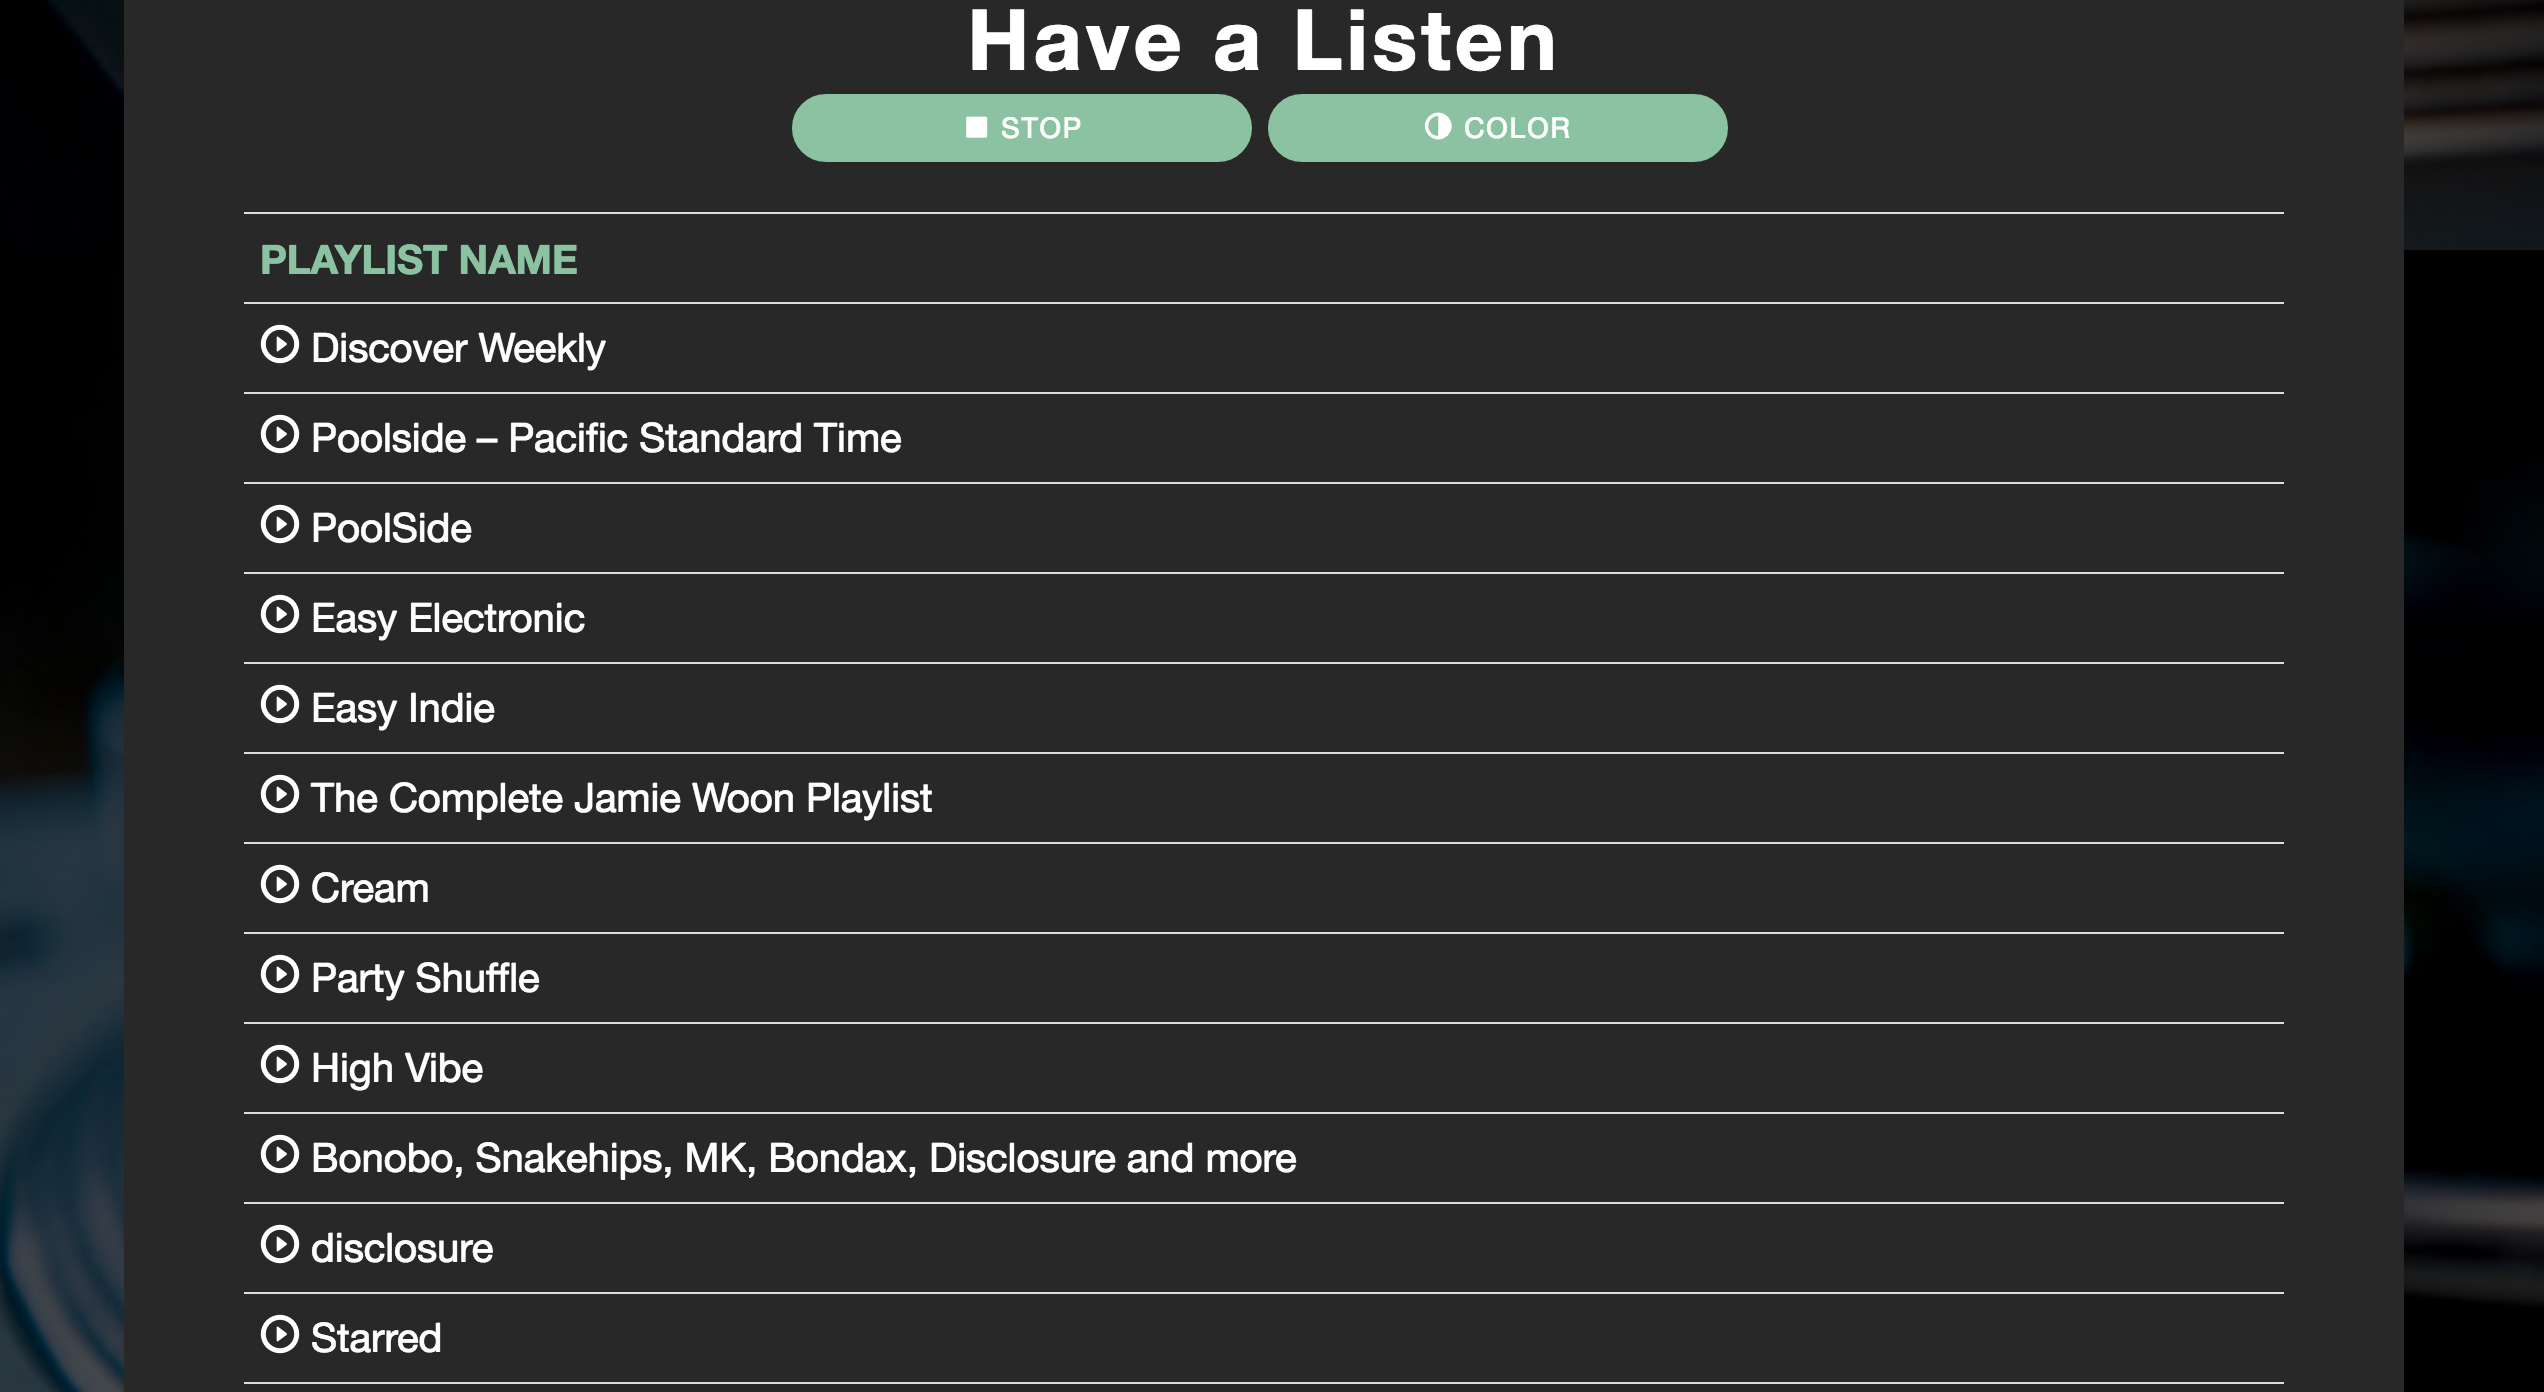 Have a Listen
STOP
COLOR
PLAYLIST NAME
Discover Weekly
Poolside – Pacific Standard Time
PoolSide
Easy Electronic
Easy Indie
The Complete Jamie Woon Playlist
Cream
Party Shuffle
High Vibe
Bonobo, Snakehips, MK, Bondax, Disclosure and more
disclosure
Starred